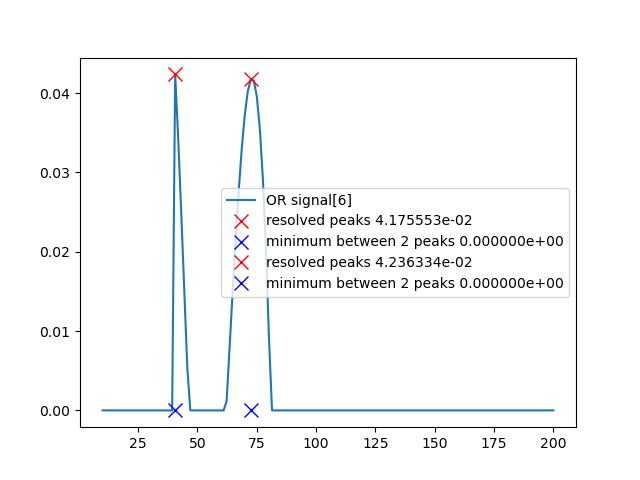 0.04
0.03
0.02
0.01
0.00
OR signal[6]
resolved peaks 4.175553e-02
minimum between 2 peaks 0.000000e+00
resolved peaks 4.236334e-02
minimum between 2 peaks 0.000000e+00
25 50 75 100 125 150 175 200